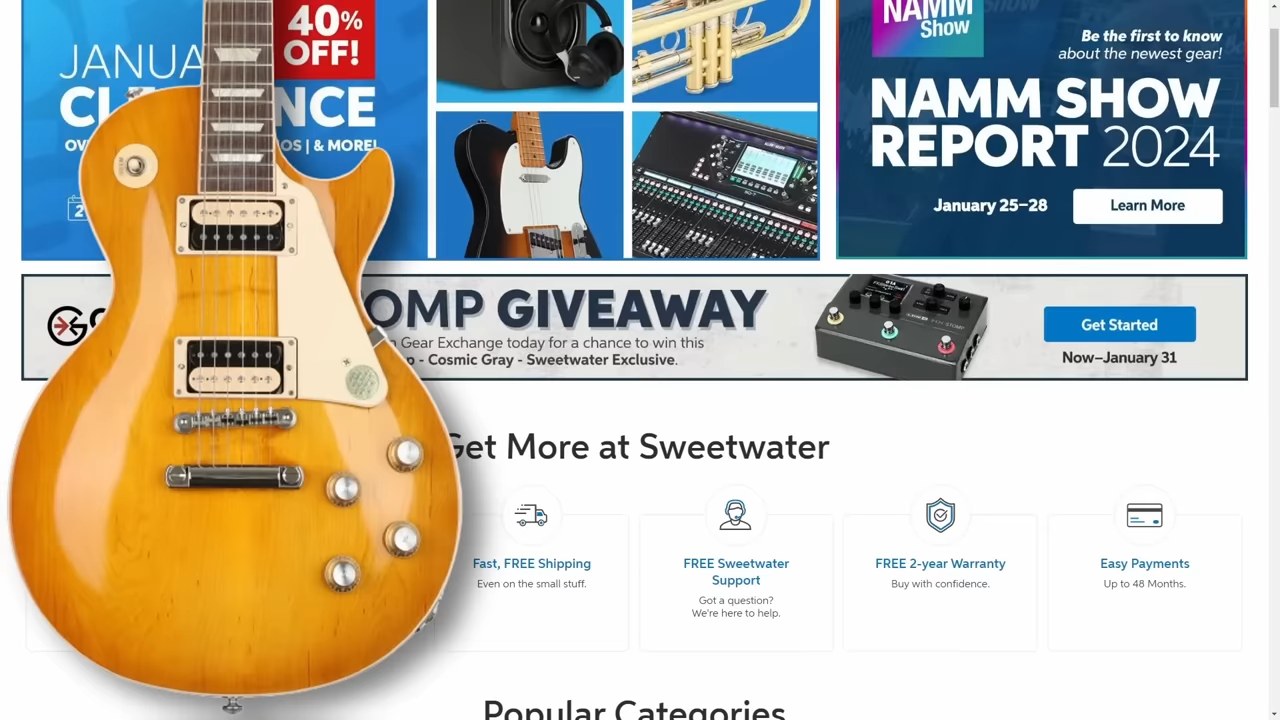 40%
OFF!
JANUA
CL NCE
OV OS | & MORE!
2
NAMM
Show
Be the first to know
about the newest gear!
NAMM SHOW
REPORT 2024
January 25–28
Learn More
OMP GIVEAWAY
Gear Exchange today for a chance to win this
- Cosmic Gray - Sweetwater Exclusive.
Get Started
Now–January 31
Get More at Sweetwater
Fast, FREE Shipping
Even on the small stuff.
FREE Sweetwater
Support
Got a question?
We're here to help.
FREE 2-year Warranty
Buy with confidence.
Easy Payments
Up to 48 Months.
Popular Categories